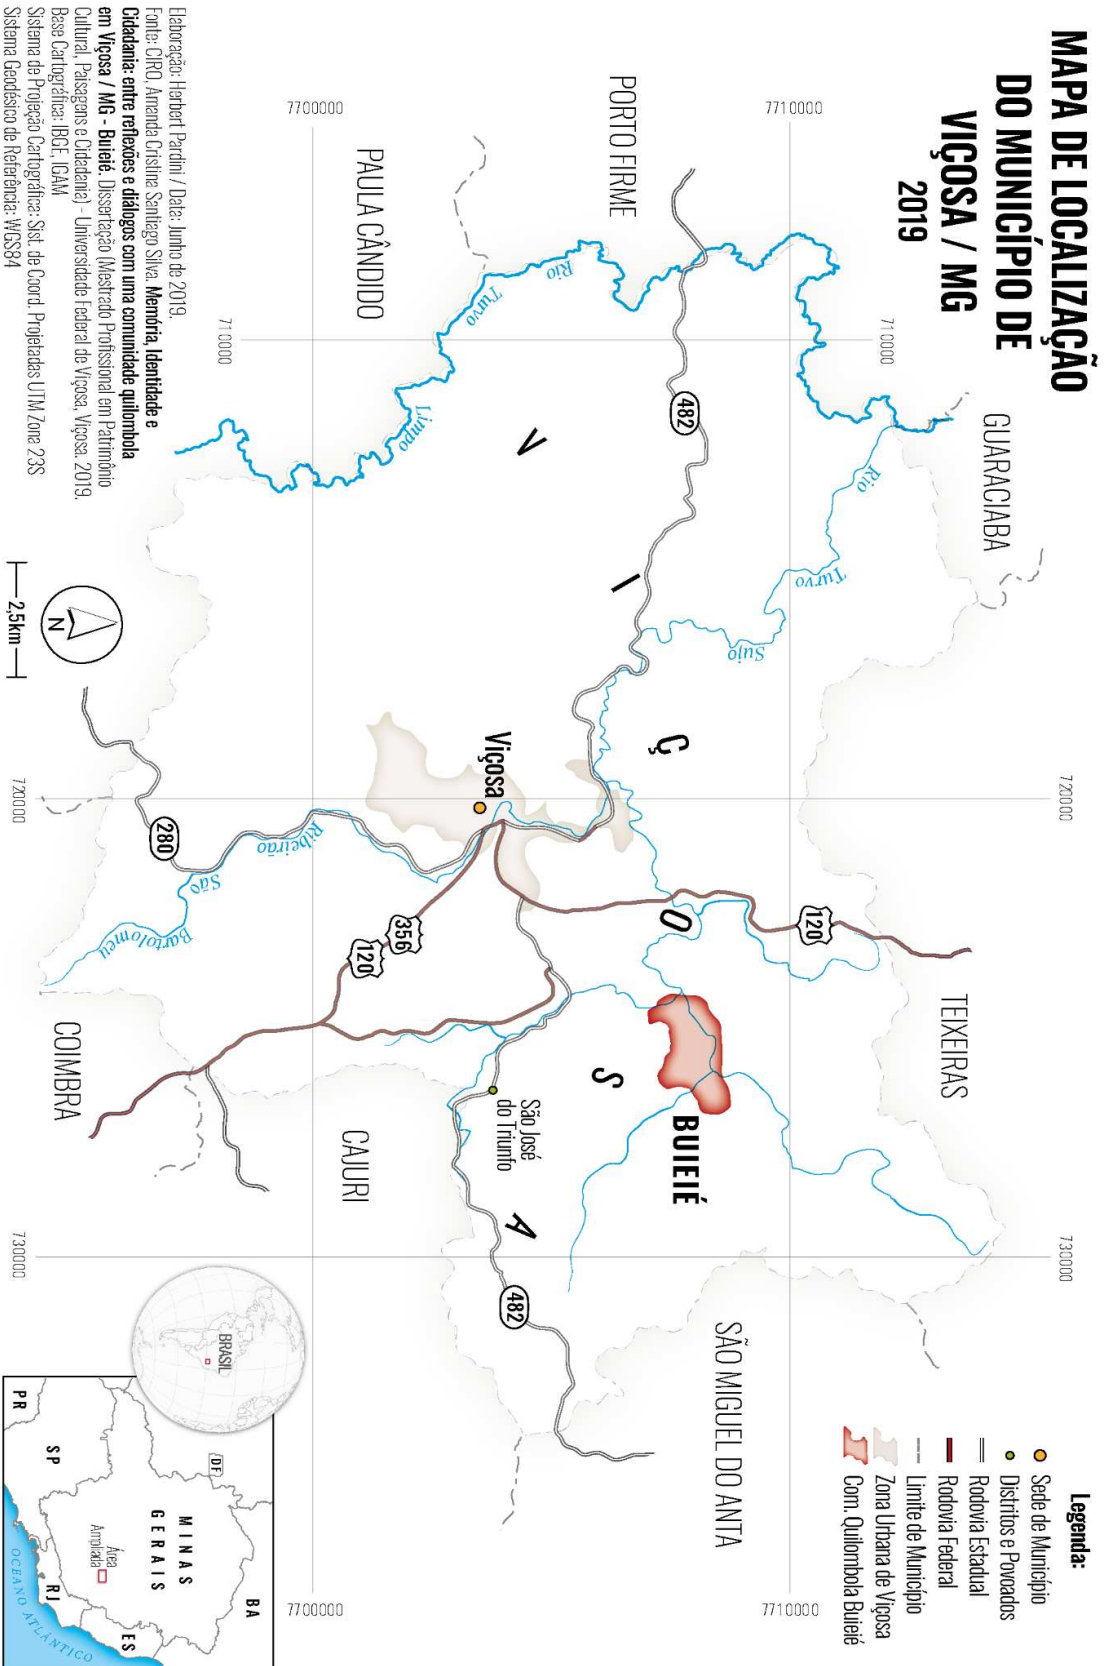 MAPA DE LOCALIZAÇÃO
DO MUNICÍPIO DE
VIÇOSA / MG
2019
GUARACIABA
TEIXEIRAS
PORTO FIRME
PAULA CÂNDIDO
COIMBRA
CAJURI
SÃO MIGUEL DO ANTA
710000
720000
730000
7710000
7710000
7700000
7700000
710000
720000
730000
V I Ç O S A
Rio
Turvo
Sujo
Rio
Turvo
Limpo
482
120
Viçosa
BUIEIÉ
São José
do Triunfo
356
120
280
482
Ribeirão
São
Bartolomeu
Legenda:
Sede de Município
Distritos e Povoados
Rodovia Estadual
Rodovia Federal
Limite de Município
Zona Urbana de Viçosa
Com. Quilombola Buieié
Elaboração: Herbert Pardini / Data: Junho de 2019.
Fonte: CIRO, Amanda Cristina Santiago Silva. Memória, Identidade e
Cidadania: entre reflexões e diálogos com uma comunidade quilombola
em Viçosa / MG - Buieié. Dissertação (Mestrado Profissional em Patrimônio
Cultural, Paisagens e Cidadania) - Universidade Federal de Viçosa, Viçosa. 2019.
Base Cartográfica: IBGE, IGAM
Sistema de Projeção Cartográfica: Sist. de Coord. Projetadas UTM Zona 23S
Sistema Geodésico de Referência: WGS84
N
2,5km
BRASIL
DF
BA
MINAS
GERAIS
Área
Ampliada
ES
SP
RJ
PR
OCEANO ATLÂNTICO